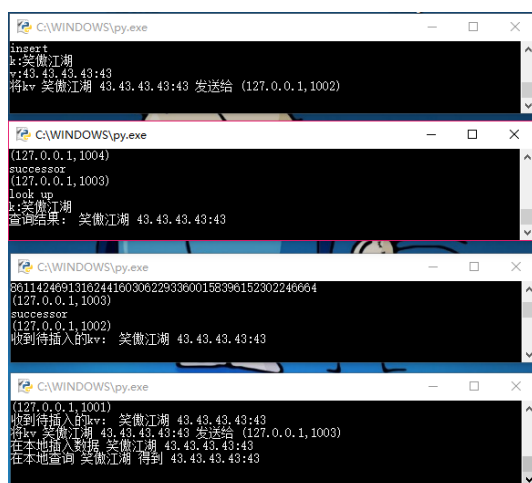 C:\WINDOWS\py.exe
insert
k:笑傲江湖
v:43.43.43.43:43
将kv 笑傲江湖 43.43.43.43:43 发送给 (127.0.0.1,1002)
C:\WINDOWS\py.exe
(127.0.0.1,1004)
successor
(127.0.0.1,1003)
look up
k:笑傲江湖
查询结果： 笑傲江湖 43.43.43.43:43
C:\WINDOWS\py.exe
861142469131624416030622933600158396152302246664
(127.0.0.1,1003)
successor
(127.0.0.1,1002)
收到待插入的kv： 笑傲江湖 43.43.43.43:43
C:\WINDOWS\py.exe
(127.0.0.1,1001)
收到待插入的kv： 笑傲江湖 43.43.43.43:43
将kv 笑傲江湖 43.43.43.43:43 发送给 (127.0.0.1,1003)
在本地插入数据 笑傲江湖 43.43.43.43:43
在本地查询 笑傲江湖 得到 43.43.43.43:43